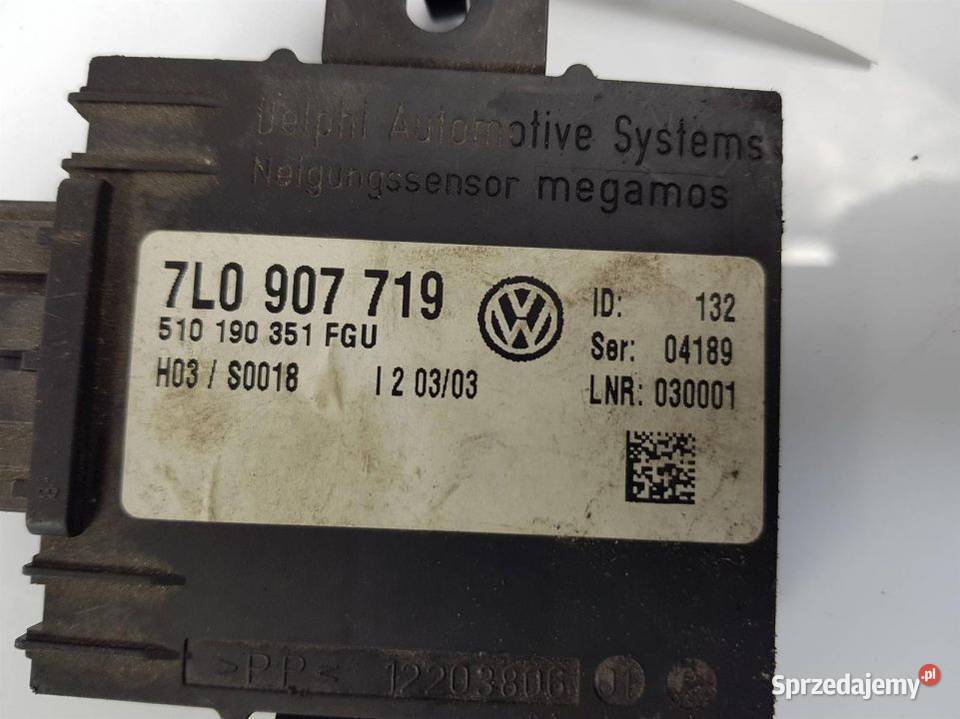 Delphi Automotive Systems
Neigungssensor megamos
7L0 907 719
510 190 351 FGU
H03 / S0018 I 2 03/03
ID: 132
Ser: 04189
LNR: 030001
>PP< 12203806 J1
Sprzedajemy.pl